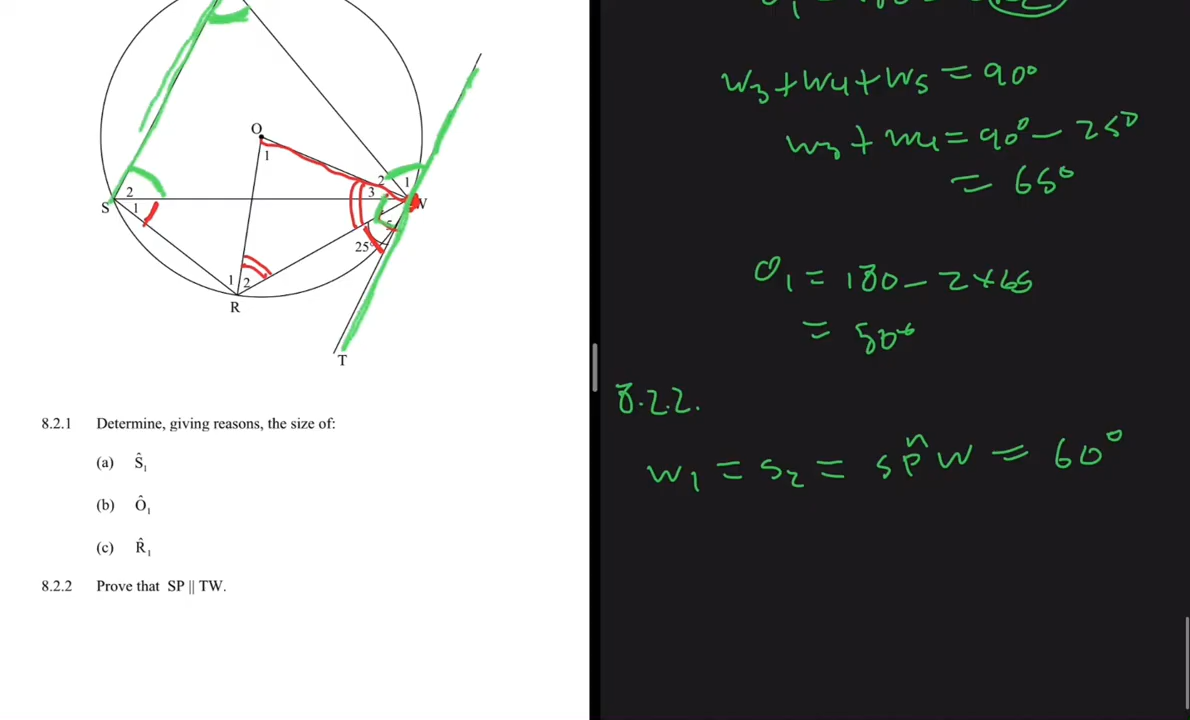 O
1
2
1
3
S
2
1
W
5
25°
1
2
R
T
8.2.1 Determine, giving reasons, the size of:
(a) Ŝ₁
(b) Ô₁
(c) R̂₁
8.2.2 Prove that SP || TW.
W₃ + W₄ + W₅ = 90°
W₃ + W₄ = 90° - 25°
= 65°
O₁ = 180 - 2 × 65
= 50°
8.2.2.
W₁ = S₂ = SP̂W = 60°